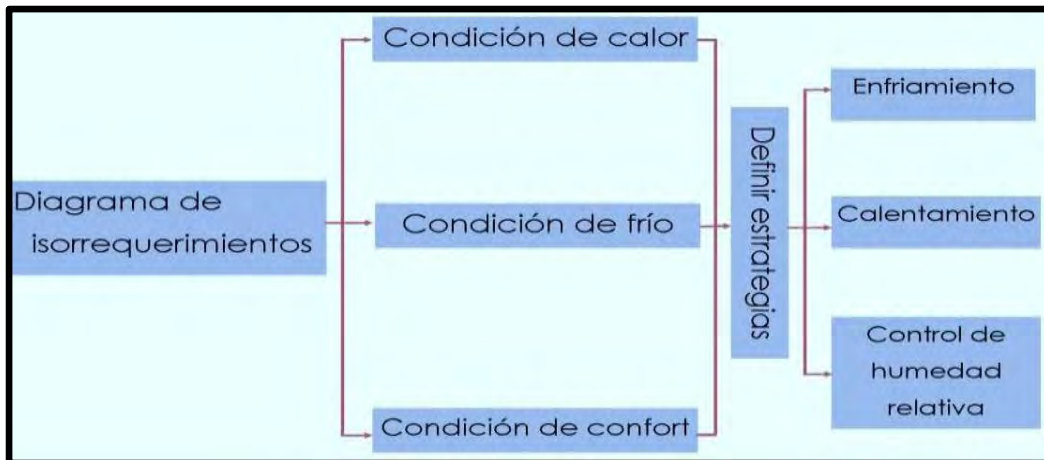 Diagrama de
isorrequerimientos
Condición de calor
Condición de frío
Condición de confort
Definir estrategias
Enfriamiento
Calentamiento
Control de
humedad
relativa